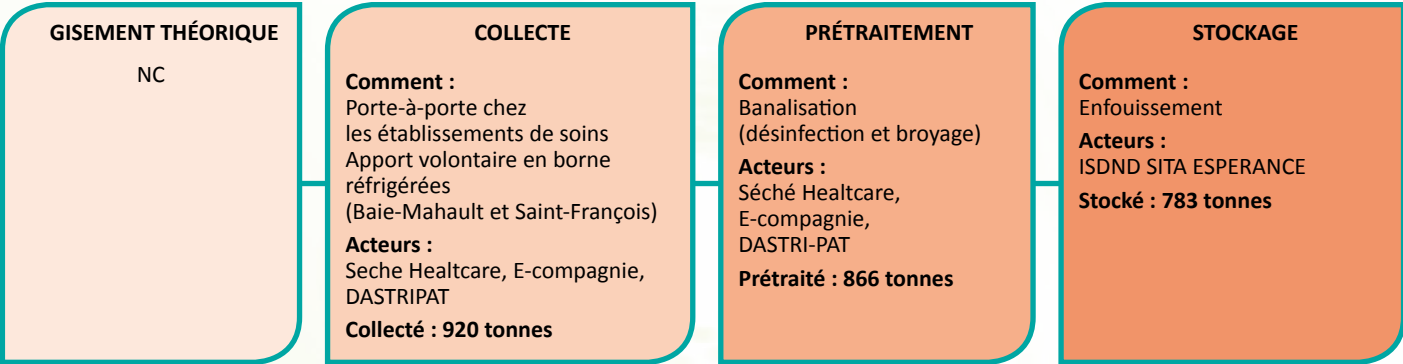 GISEMENT THÉORIQUE
NC
COLLECTE
Comment :
Porte-à-porte chez
les établissements de soins
Apport volontaire en borne
réfrigérées
(Baie-Mahault et Saint-François)
Acteurs :
Seche Healtcare, E-compagnie,
DASTRIPAT
Collecté : 920 tonnes
PRÉTRAITEMENT
Comment :
Banalisation
(désinfection et broyage)
Acteurs :
Séché Healtcare,
E-compagnie,
DASTRI-PAT
Prétraité : 866 tonnes
STOCKAGE
Comment :
Enfouissement
Acteurs :
ISDND SITA ESPERANCE
Stocké : 783 tonnes